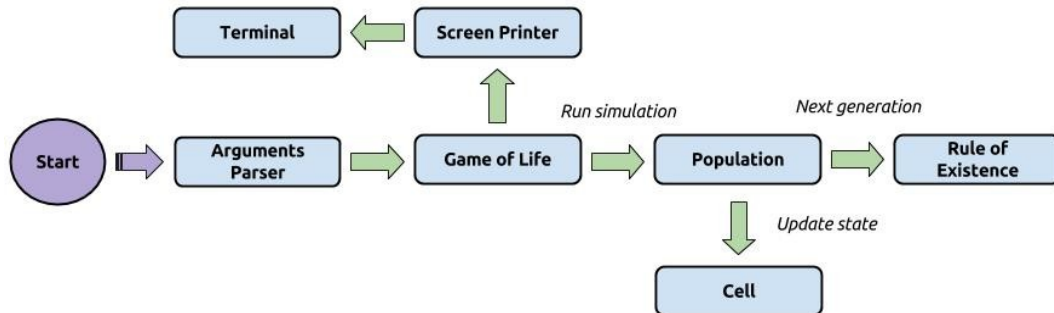 Terminal
Screen Printer
Run simulation
Next generation
Start
Arguments
Parser
Game of Life
Population
Rule of
Existence
Update state
Cell